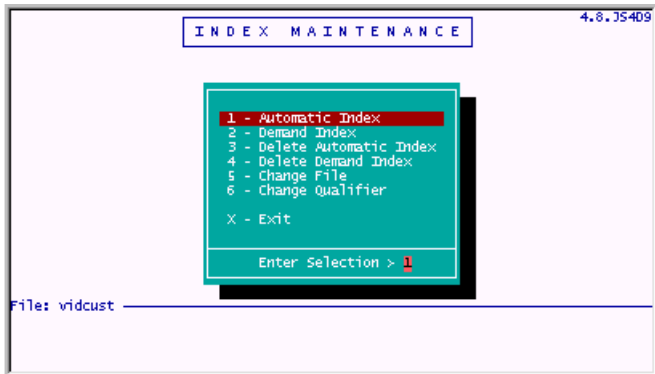 4.8.JS4D9
INDEX MAINTENANCE
1 - Automatic Index
2 - Demand Index
3 - Delete Automatic Index
4 - Delete Demand Index
5 - Change File
6 - Change Qualifier
X - Exit
Enter Selection > 1
File: vidcust